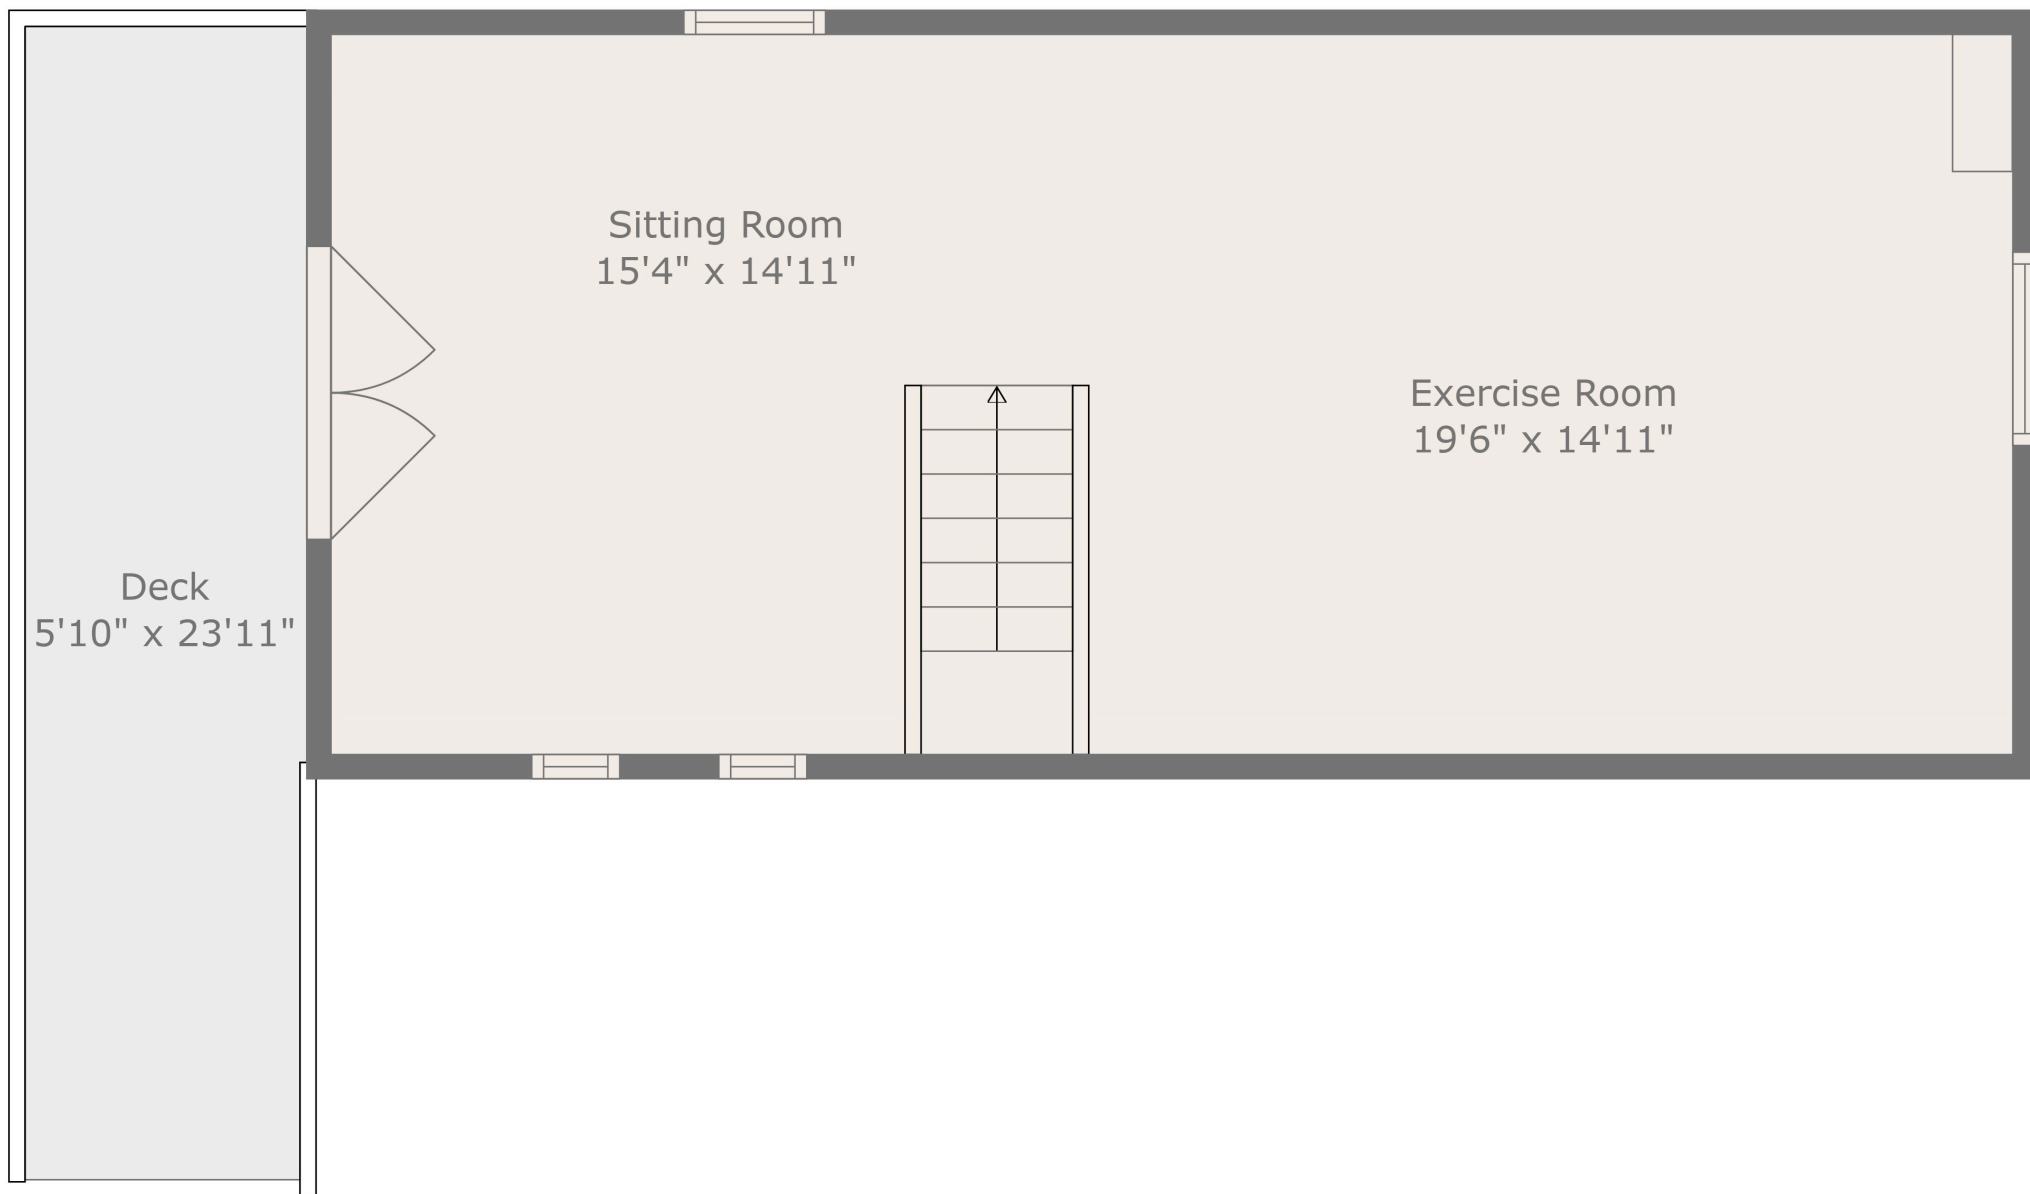 Sitting Room
15'4" x 14'11"
Exercise Room
19'6" x 14'11"
Deck
5'10" x 23'11"